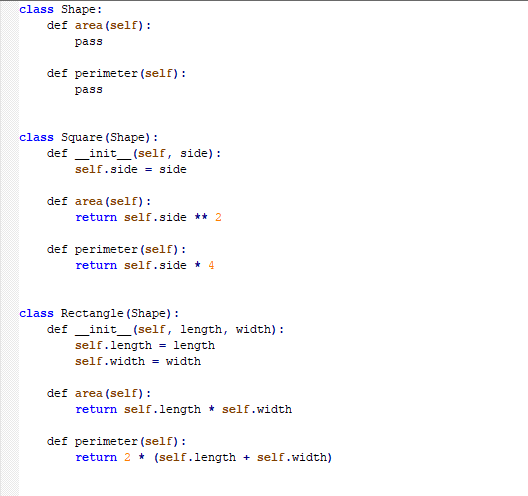 class Shape:
    def area(self):
        pass

    def perimeter(self):
        pass


class Square(Shape):
    def __init__(self, side):
        self.side = side

    def area(self):
        return self.side ** 2

    def perimeter(self):
        return self.side * 4


class Rectangle(Shape):
    def __init__(self, length, width):
        self.length = length
        self.width = width

    def area(self):
        return self.length * self.width

    def perimeter(self):
        return 2 * (self.length + self.width)